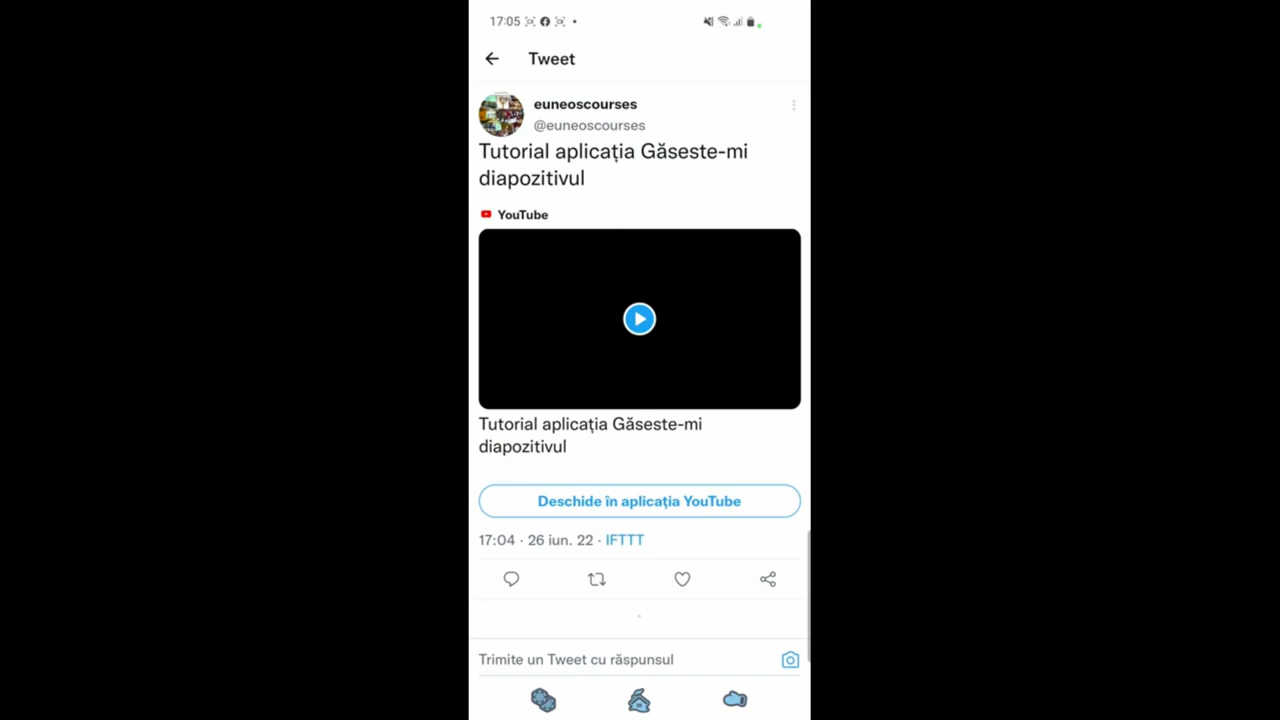 17:05
Tweet
euneoscourses
@euneoscourses
Tutorial aplicația Găseste-mi
diapozitivul
YouTube
Tutorial aplicația Găseste-mi
diapozitivul
Deschide în aplicația YouTube
17:04 · 26 iun. 22 · IFTTT
Trimite un Tweet cu răspunsul